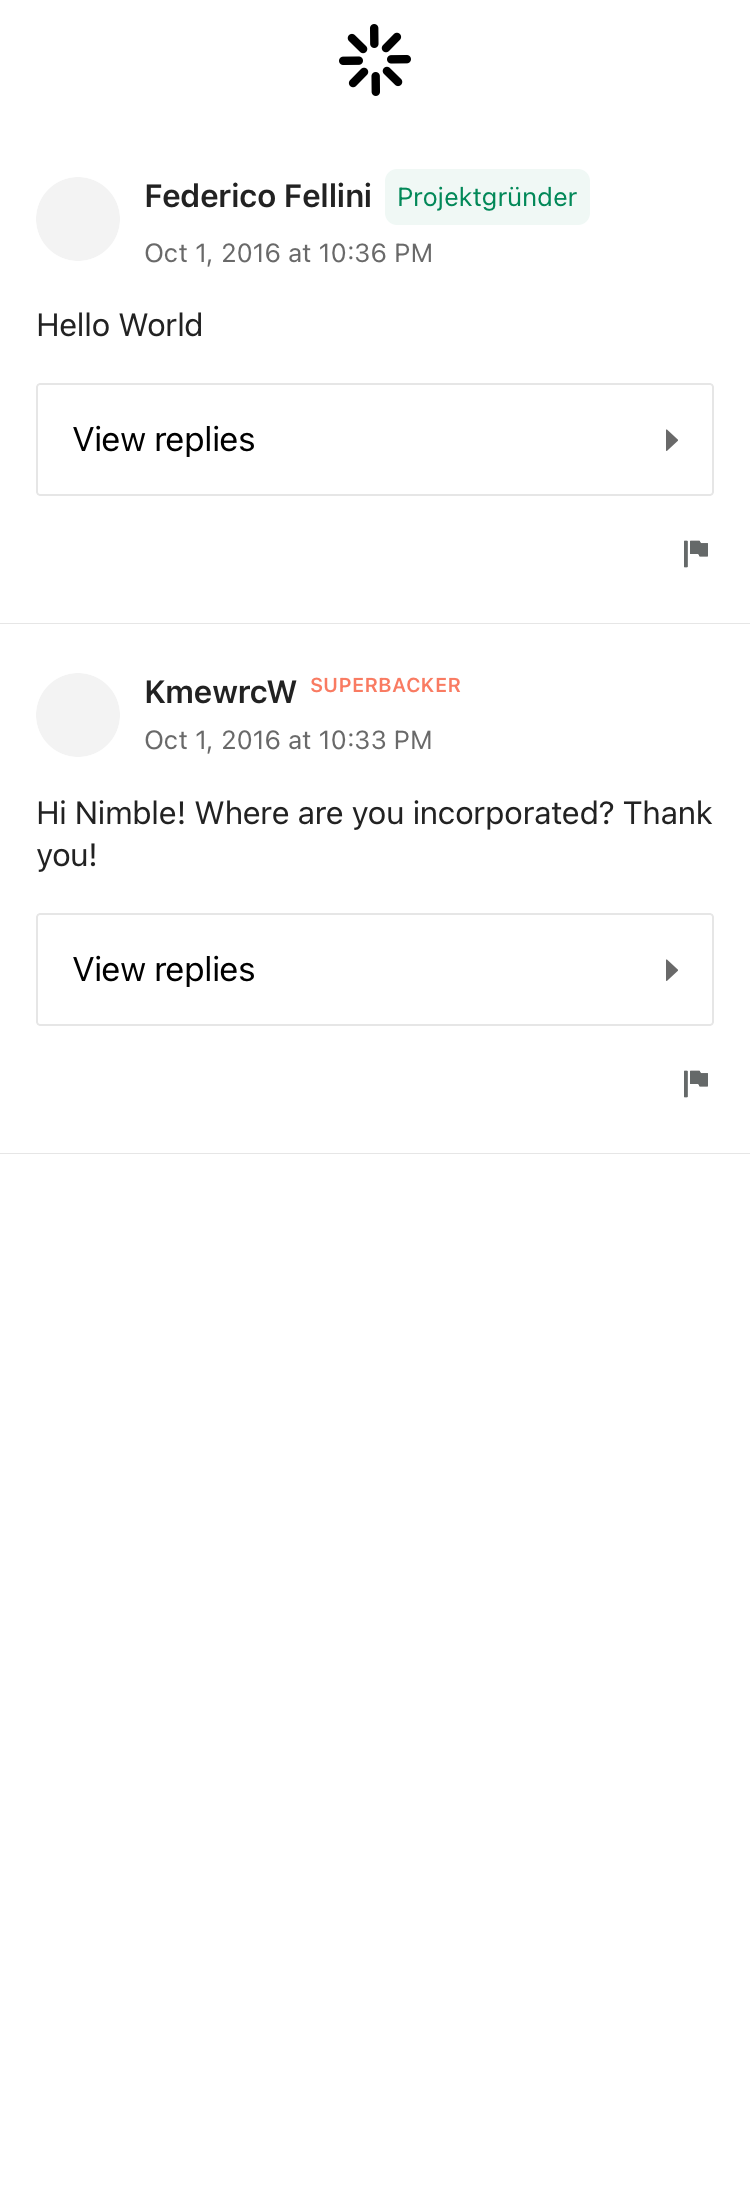 Federico Fellini Projektgründer
Oct 1, 2016 at 10:36 PM
Hello World
View replies
KmewrcW SUPERBACKER
Oct 1, 2016 at 10:33 PM
Hi Nimble! Where are you incorporated? Thank
you!
View replies